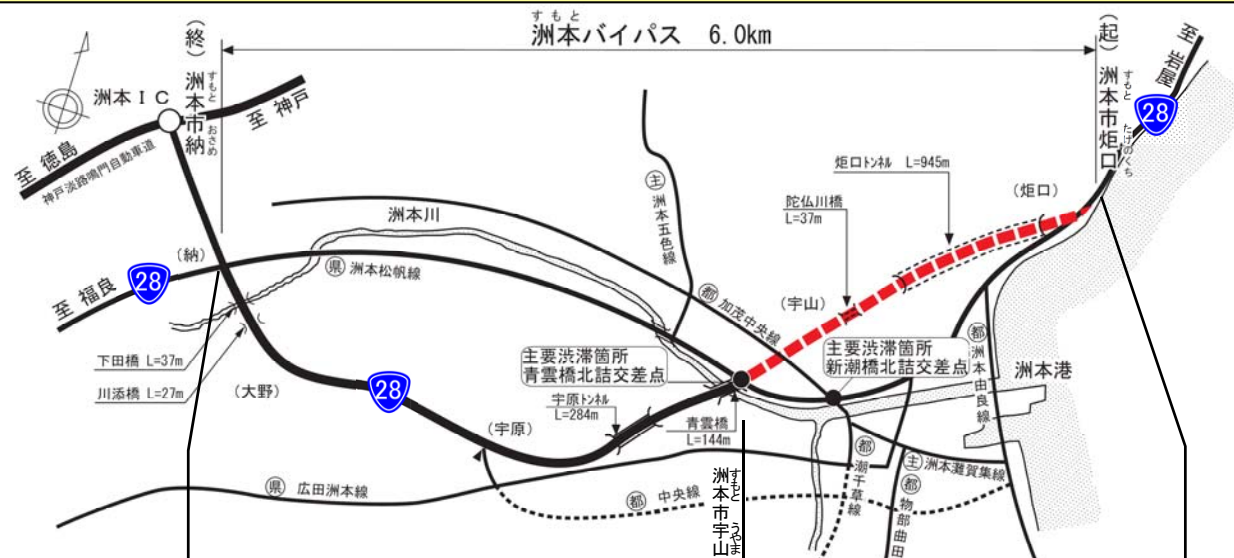 すもと
洲本バイパス 6.0km
(終) 洲本市納
すもと おさめ
(起) 洲本市炬口
すもと たけのくち
至 岩屋
28
洲本IC
至 神戸
至 徳島
神戸淡路鳴門自動車道
炬口トンネル L=945m
(炬口)
陀仏川橋
L=37m
(主)洲本五色線
洲本川
(納)
(県)洲本松帆線
28
至 福良
(都)加茂中央線
(宇山)
主要渋滞箇所
青雲橋北詰交差点
主要渋滞箇所
新潮橋北詰交差点
(都)洲本由良線
洲本港
下田橋 L=37m
川添橋 L=27m
(大野)
28
宇原トンネル
L=284m
(宇原)
青雲橋
L=144m
(県)広田洲本線
(都)中央線
洲本市宇山
すもと うやま
(都)潮千草線
(主)洲本灘賀集線
(都)物部曲田